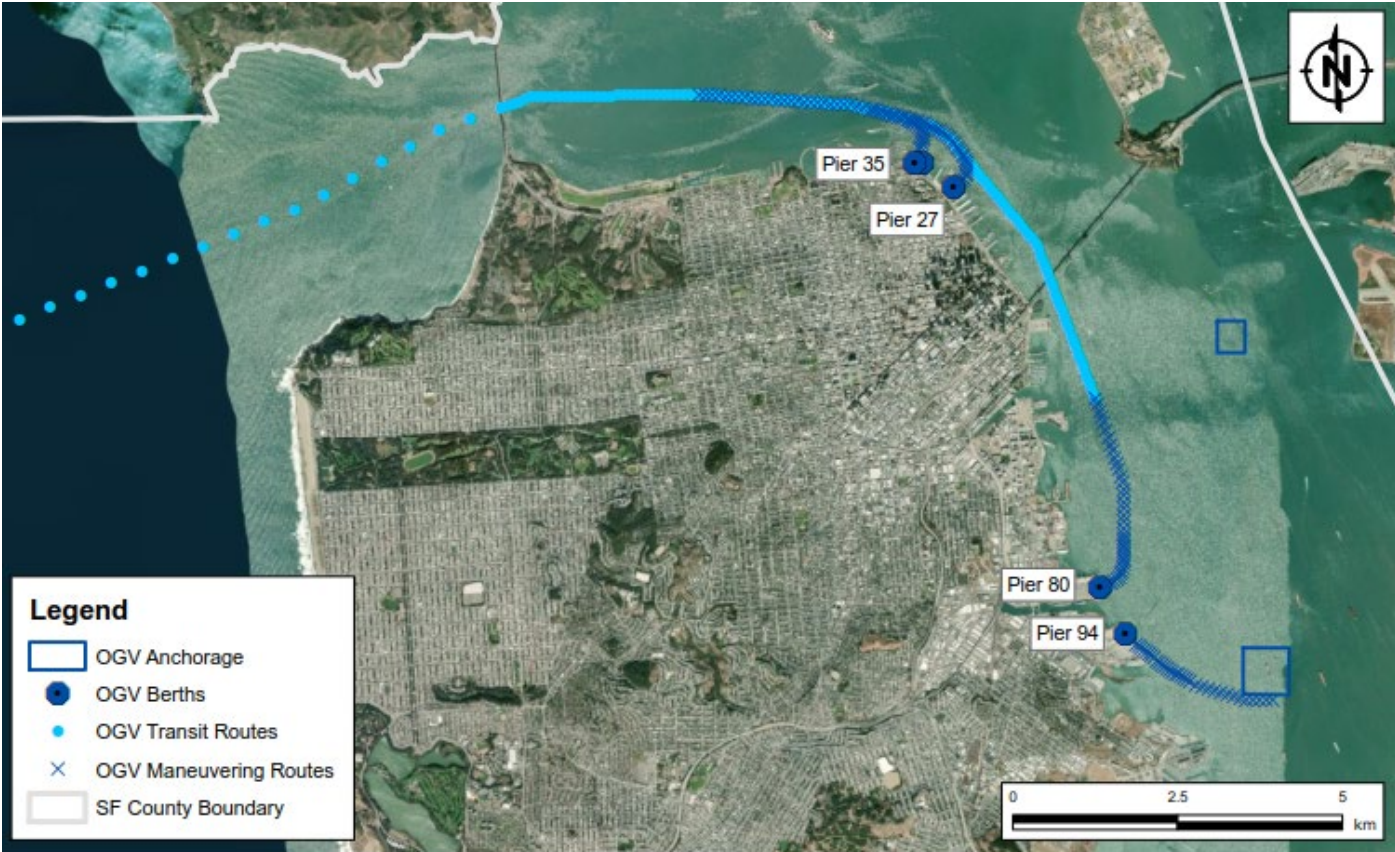 N
Pier 35
Pier 27
Pier 80
Pier 94
Legend
OGV Anchorage
OGV Berths
OGV Transit Routes
OGV Maneuvering Routes
SF County Boundary
0 2.5 5
km